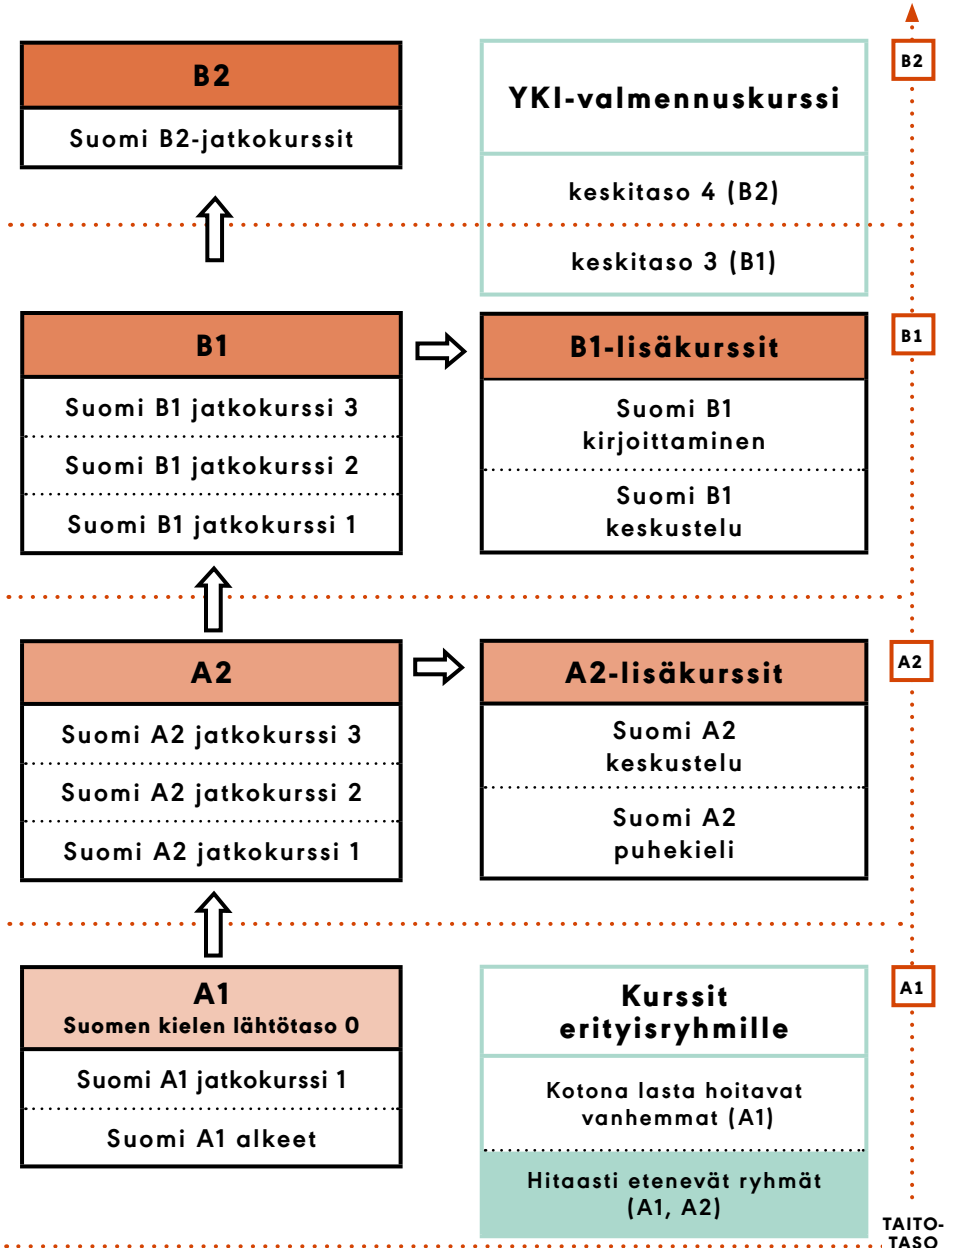 B2
Suomi B2-jatkokurssit
YKI-valmennuskurssi
keskitaso 4 (B2)
keskitaso 3 (B1)
B2
B1
Suomi B1 jatkokurssi 3
Suomi B1 jatkokurssi 2
Suomi B1 jatkokurssi 1
B1-lisäkurssit
Suomi B1
kirjoittaminen
Suomi B1
keskustelu
B1
A2
Suomi A2 jatkokurssi 3
Suomi A2 jatkokurssi 2
Suomi A2 jatkokurssi 1
A2-lisäkurssit
Suomi A2
keskustelu
Suomi A2
puhekieli
A2
A1
Suomen kielen lähtötaso 0
Suomi A1 jatkokurssi 1
Suomi A1 alkeet
Kurssit
erityisryhmille
Kotona lasta hoitavat
vanhemmat (A1)
Hitaasti etenevät ryhmät
(A1, A2)
A1
TAITO-
TASO